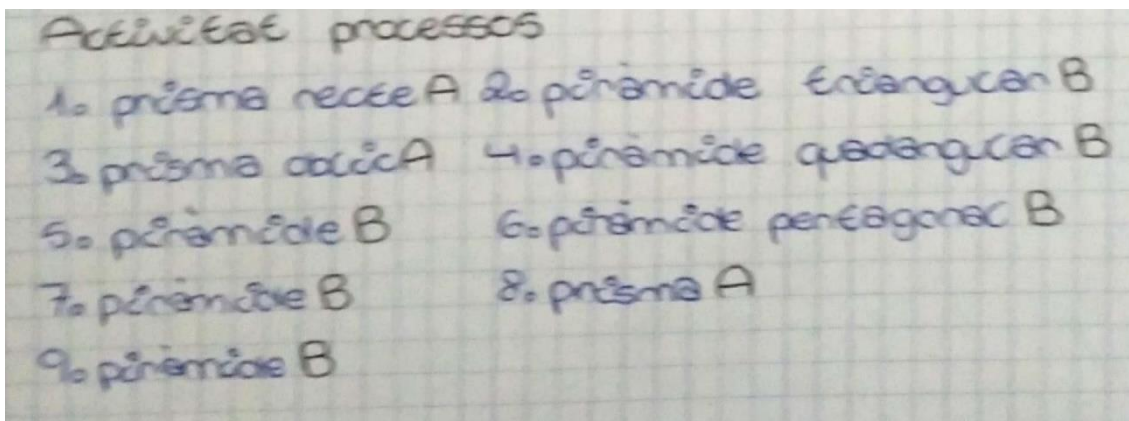 Activitat processos
1. prisma recte A 2. piràmide triangular B
3. prisma oblic A 4. piràmide quadangular B
5. piràmide B 6. piràmide pentagonal B
7. piràmide B 8. prisma A
9. piràmide B